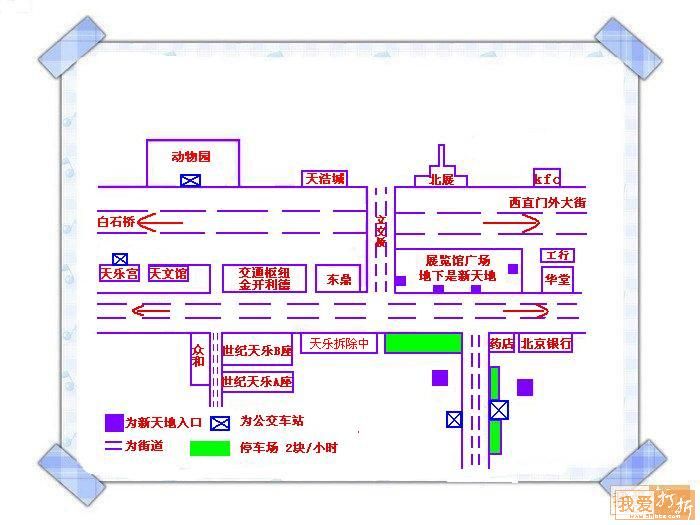 动物园
天浩城
北展
kfc
白石桥
西直门外大街
展览馆广场
地下是新天地
工行
华堂
天乐宫
天文馆
交通枢纽
金开利德
东鼎
众和
世纪天乐B座
天乐拆除中
药店
北京银行
世纪天乐A座
为新天地入口
为公交车站
为街道
停车场 2块/小时
我爱打折